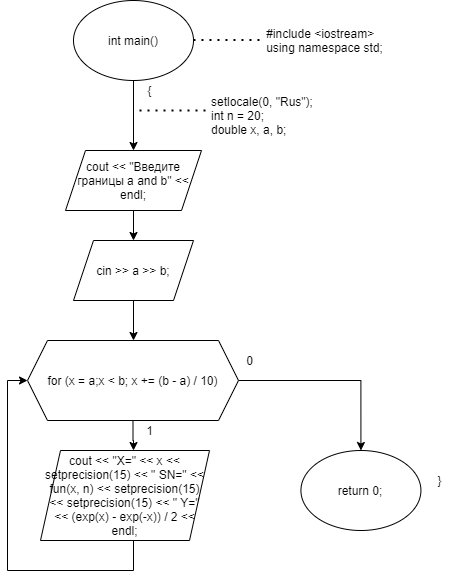 int main()
#include <iostream>
using namespace std;
{
setlocale(0, "Rus");
int n = 20;
double x, a, b;
cout << "Введите
границы a and b" <<
endl;
cin >> a >> b;
for (x = a;x < b; x += (b - a) / 10)
0
1
cout << "X=" << x <<
setprecision(15) << " SN=" <<
fun(x, n) << setprecision(15)
<< setprecision(15) << " Y="
<< (exp(x) - exp(-x)) / 2 <<
endl;
return 0;
}